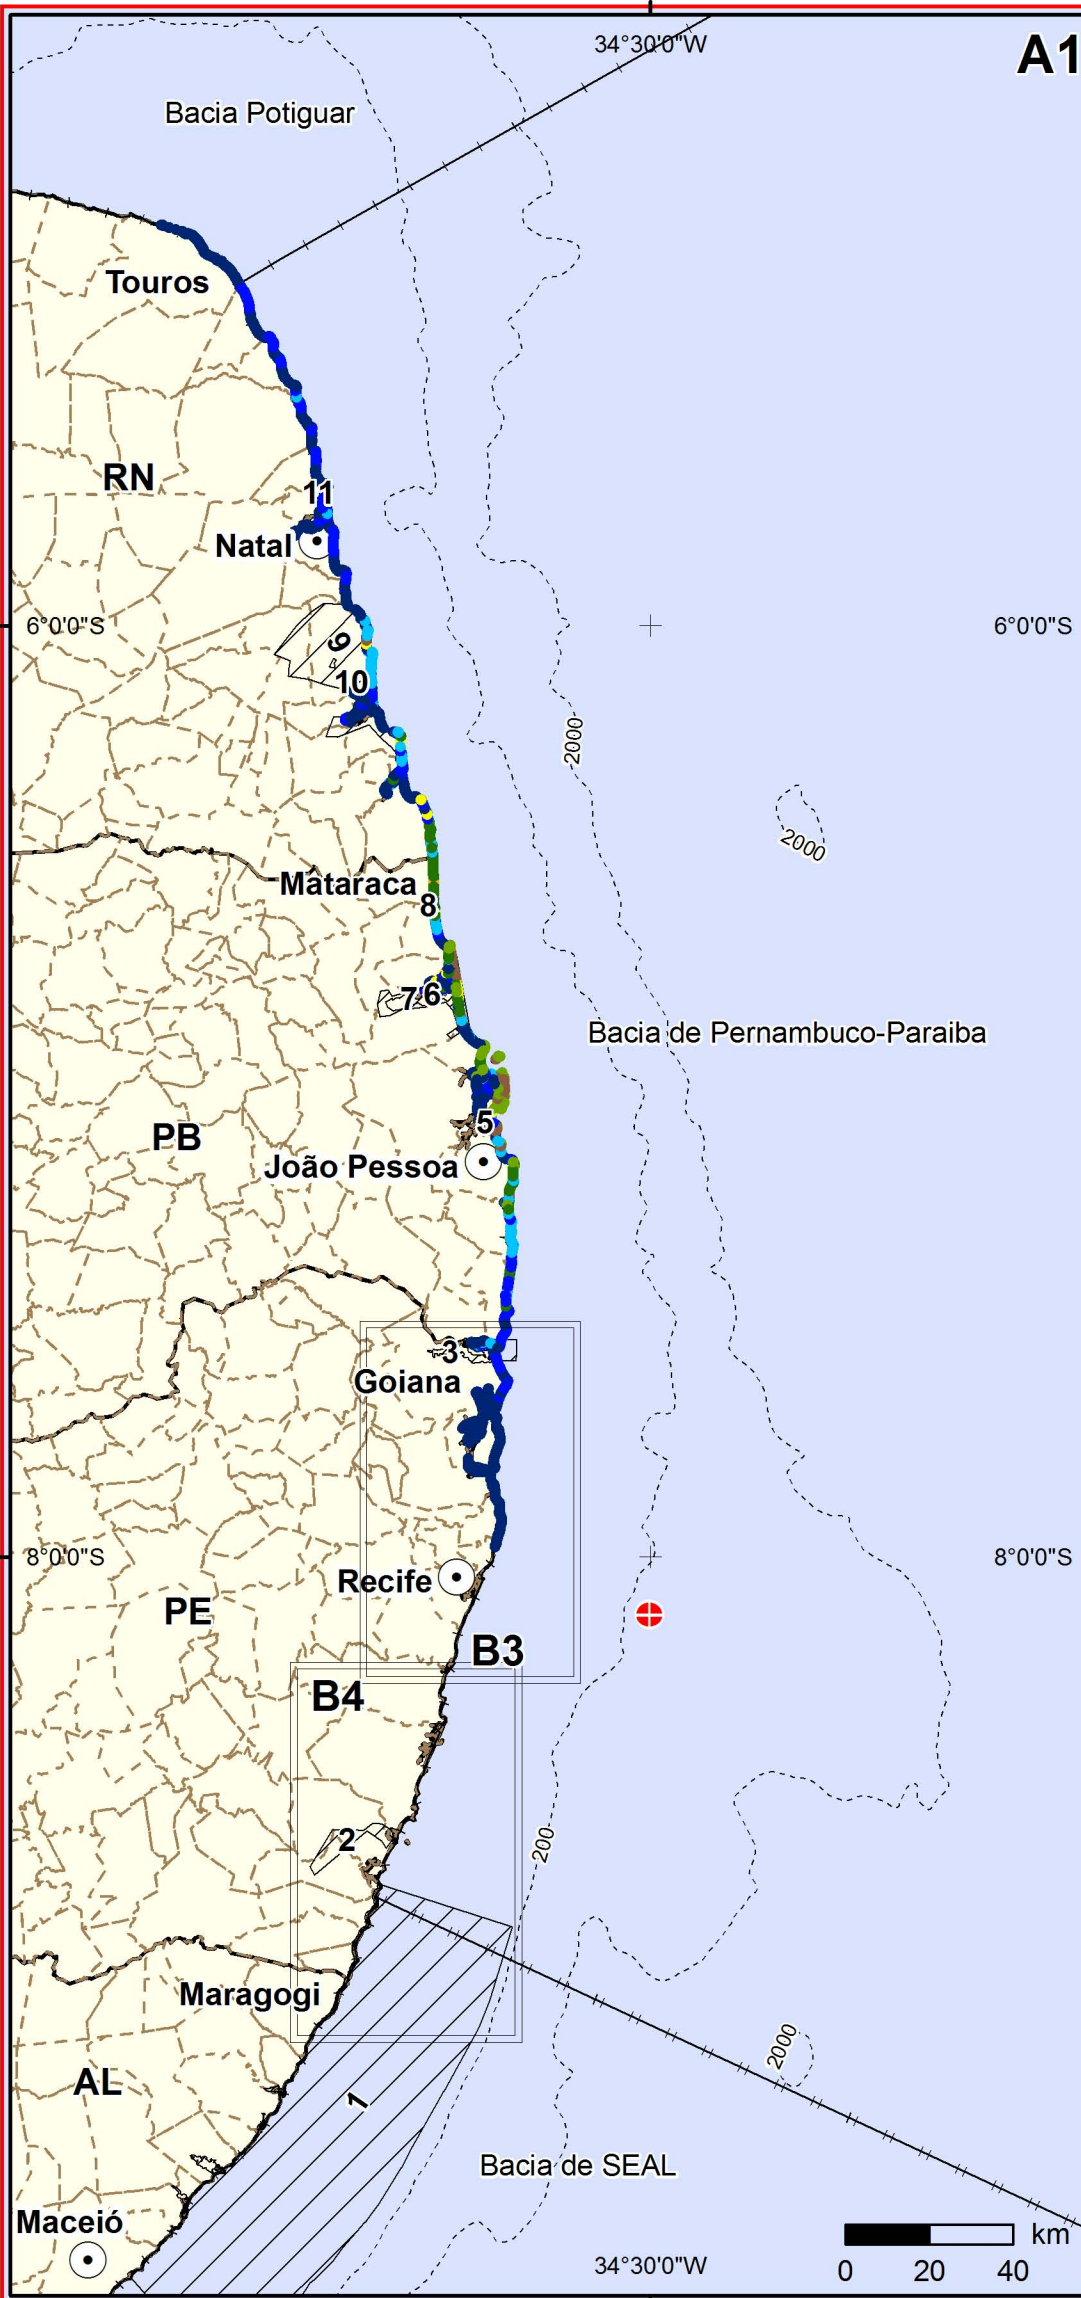 34°30'0"W
A1
Bacia Potiguar
Touros
RN
11
Natal
6°0'0"S
6°0'0"S
9
10
2000
2000
Mataraca
8
7
6
Bacia de Pernambuco-Paraiba
5
PB
João Pessoa
3
Goiana
8°0'0"S
8°0'0"S
Recife
PE
B3
B4
2
200
Maragogi
2000
AL
1
Bacia de SEAL
Maceió
km
34°30'0"W
0 20 40